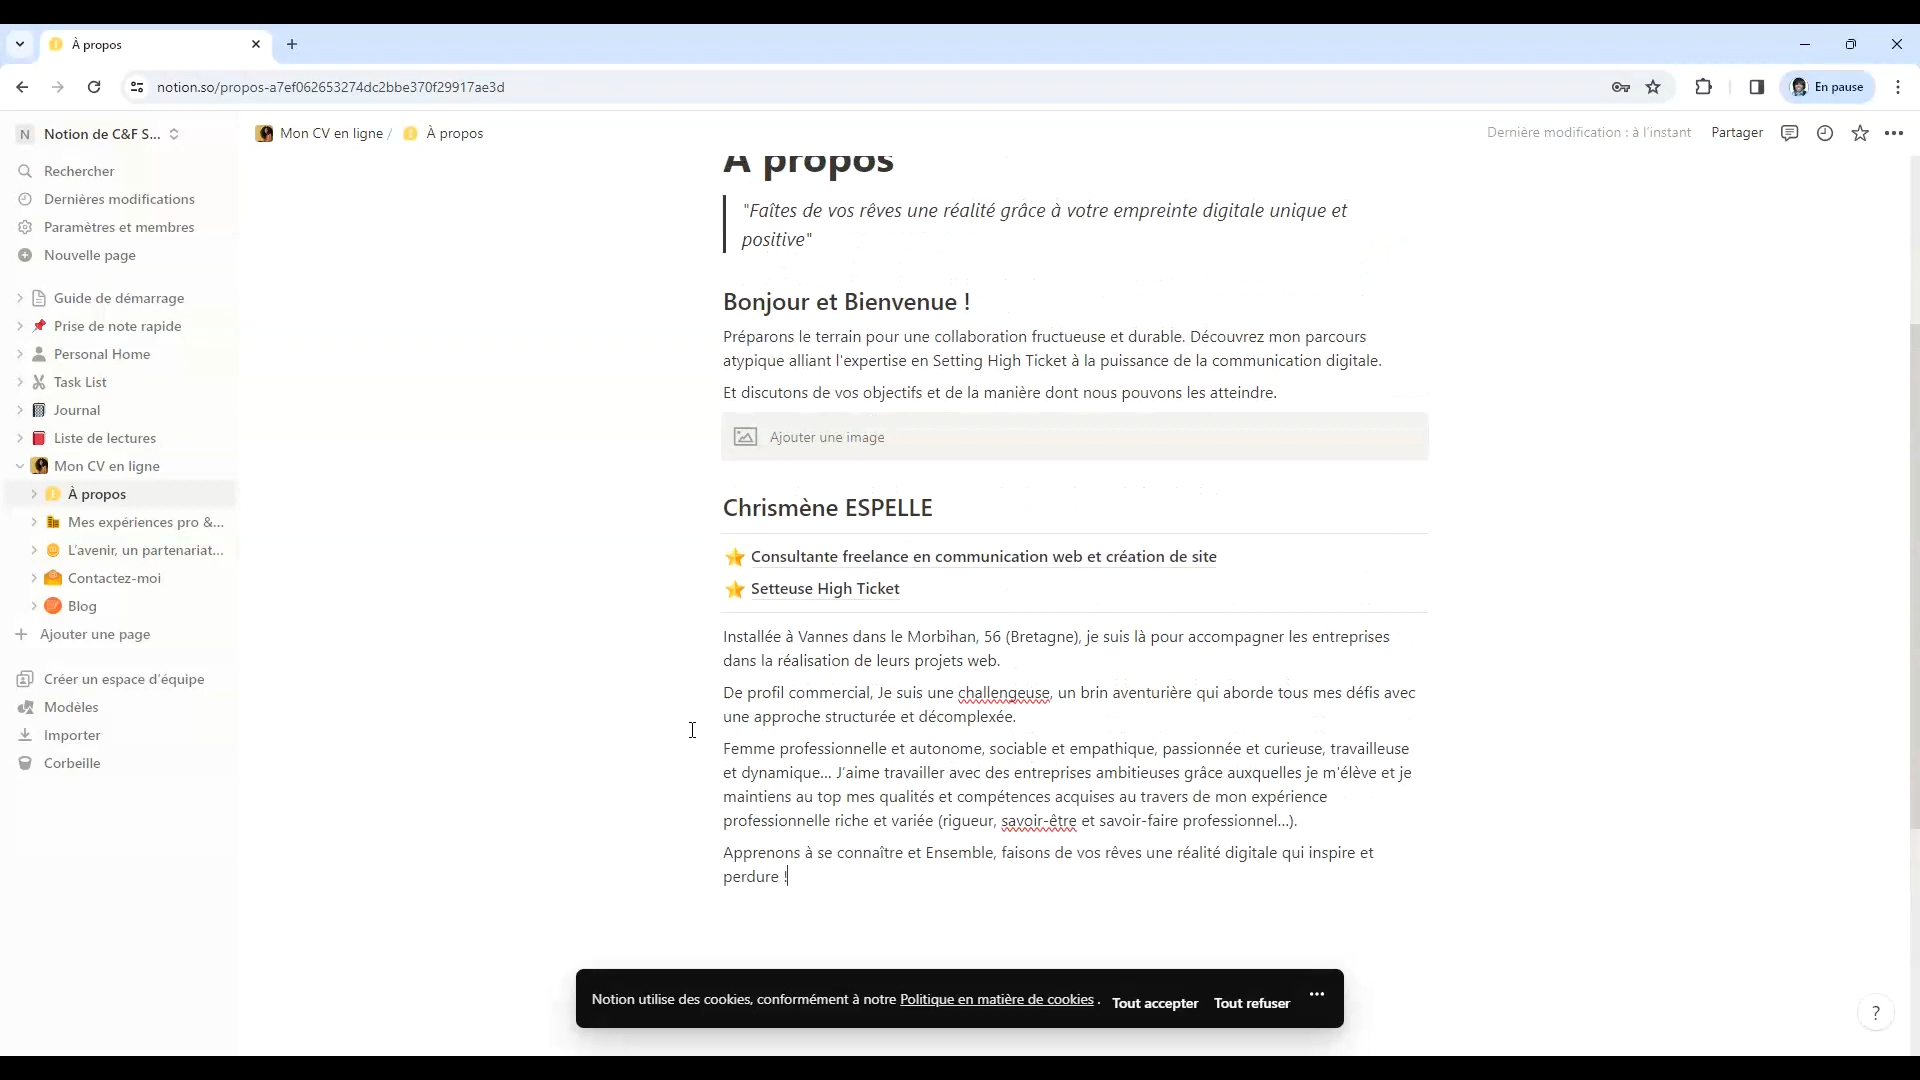 À propos
notion.so/propos-a7ef062653274dc2bbe370f29917ae3d
En pause
N Notion de C&F S...
Mon CV en ligne / À propos
Dernière modification : à l'instant
Partager
Rechercher
Dernières modifications
Paramètres et membres
Nouvelle page
Guide de démarrage
Prise de note rapide
Personal Home
Task List
Journal
Liste de lectures
Mon CV en ligne
À propos
Mes expériences pro &...
L'avenir, un partenariat...
Contactez-moi
Blog
Ajouter une page
Créer un espace d'équipe
Modèles
Importer
Corbeille
À propos
"Faîtes de vos rêves une réalité grâce à votre empreinte digitale unique et
positive"
Bonjour et Bienvenue !
Préparons le terrain pour une collaboration fructueuse et durable. Découvrez mon parcours
atypique alliant l'expertise en Setting High Ticket à la puissance de la communication digitale.
Et discutons de vos objectifs et de la manière dont nous pouvons les atteindre.
Ajouter une image
Chrismène ESPELLE
⭐ Consultante freelance en communication web et création de site
⭐ Setteuse High Ticket
Installée à Vannes dans le Morbihan, 56 (Bretagne), je suis là pour accompagner les entreprises
dans la réalisation de leurs projets web.
De profil commercial, Je suis une challengeuse, un brin aventurière qui aborde tous mes défis avec
une approche structurée et décomplexée.
Femme professionnelle et autonome, sociable et empathique, passionnée et curieuse, travailleuse
et dynamique... J'aime travailler avec des entreprises ambitieuses grâce auxquelles je m'élève et je
maintiens au top mes qualités et compétences acquises au travers de mon expérience
professionnelle riche et variée (rigueur, savoir-être et savoir-faire professionnel...).
Apprenons à se connaître et Ensemble, faisons de vos rêves une réalité digitale qui inspire et
perdure !
Notion utilise des cookies, conformément à notre Politique en matière de cookies .
Tout accepter
Tout refuser
?